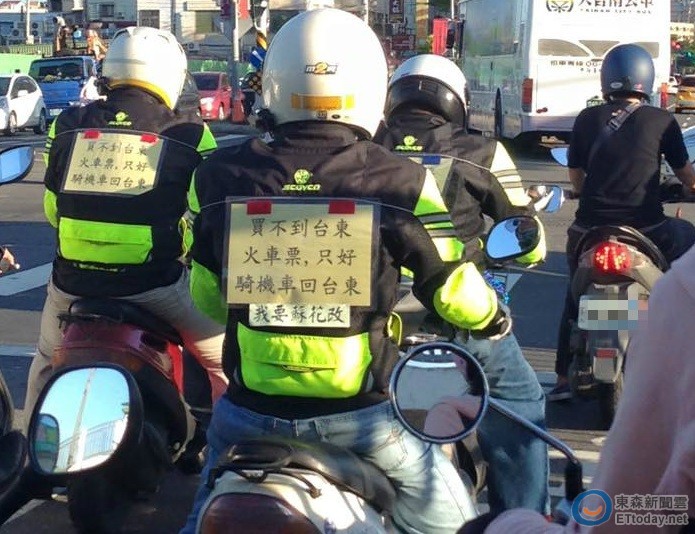 買不到台東
火車票,只好
騎機車回台東
SCOYCO
買不到台東
火車票,只好
騎機車回台東
我要蘇花改
SCOYCO
東森新聞雲
ETtoday.net